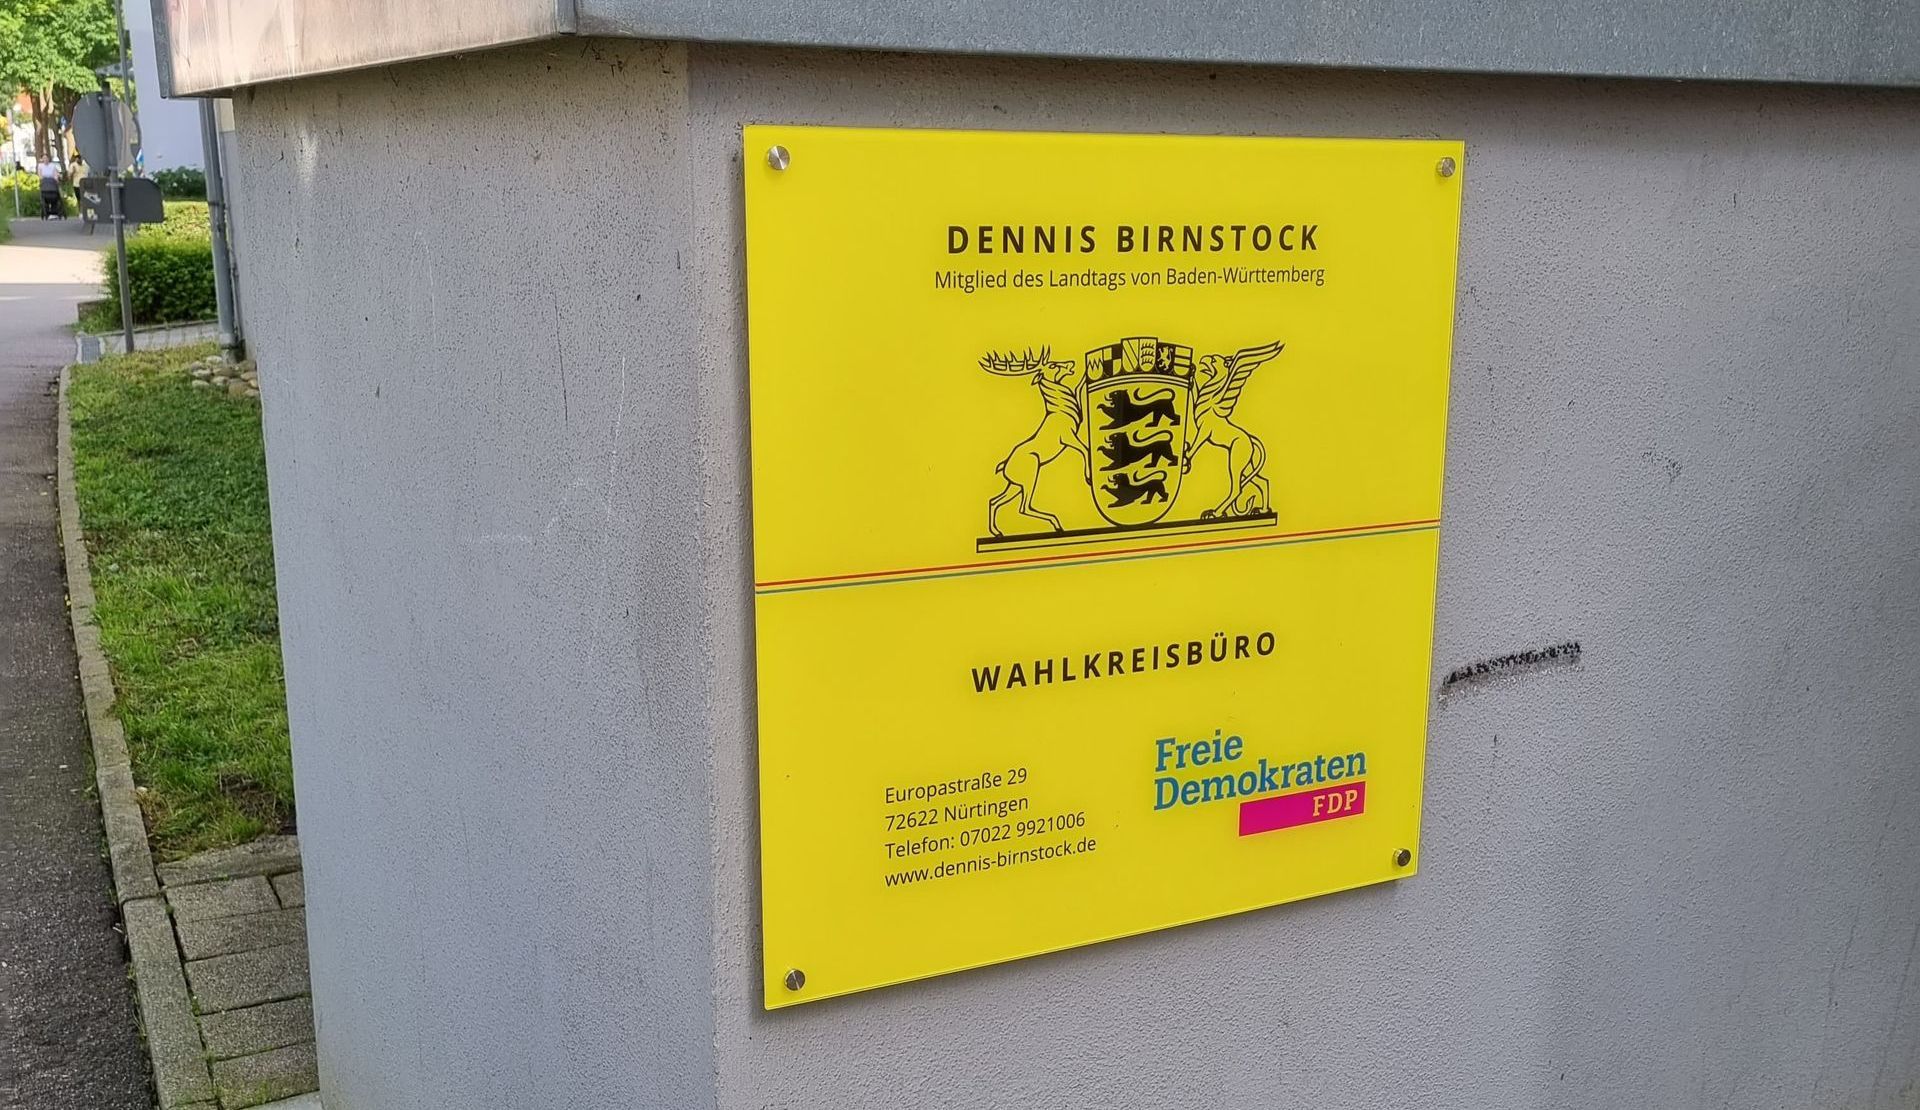 DENNIS BIRNSTOCK
Mitglied des Landtags von Baden-Württemberg
WAHLKREISBÜRO
Europastraße 29
72622 Nürtingen
Telefon: 07022 9921006
www.dennis-birnstock.de
Freie
Demokraten
FDP